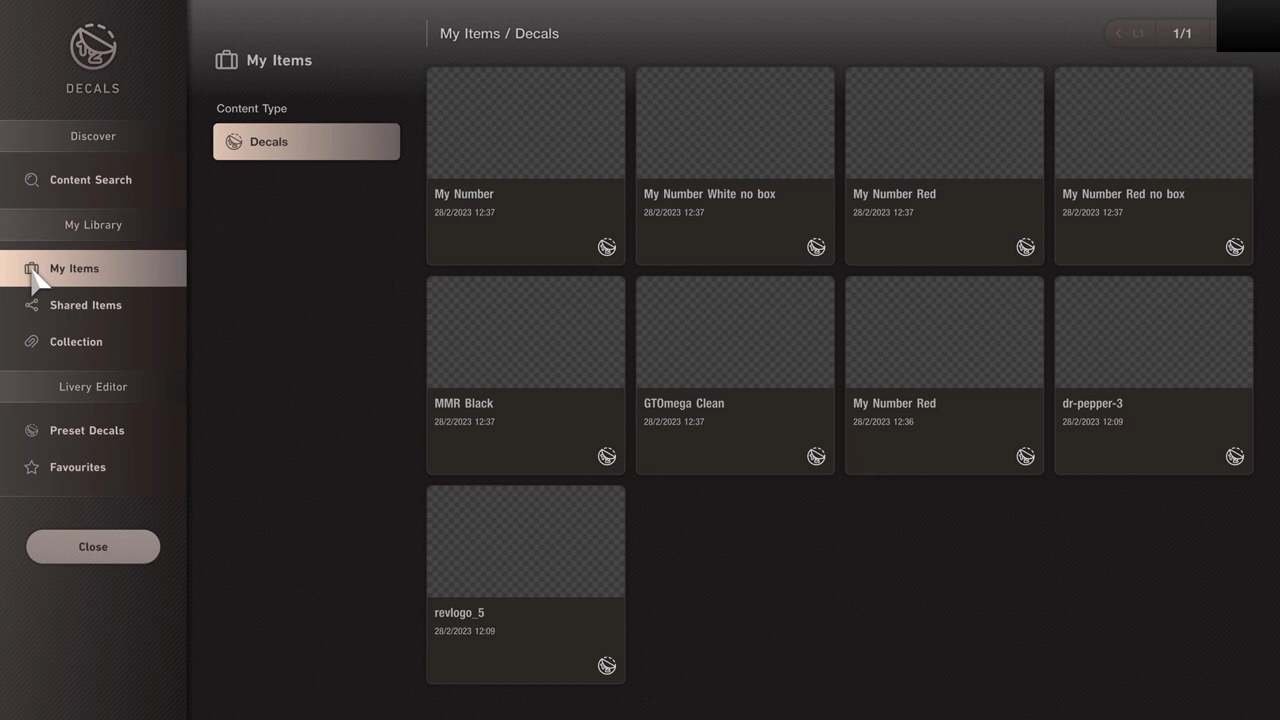 DECALS
Discover
Content Search
My Library
My Items
Shared Items
Collection
Livery Editor
Preset Decals
Favourites
Close
My Items
Content Type
Decals
My Items / Decals
L1
1/1
My Number
28/2/2023 12:37
My Number White no box
28/2/2023 12:37
My Number Red
28/2/2023 12:37
My Number Red no box
28/2/2023 12:37
MMR Black
28/2/2023 12:37
GTOmega Clean
28/2/2023 12:37
My Number Red
28/2/2023 12:36
dr-pepper-3
28/2/2023 12:09
revlogo_5
28/2/2023 12:09